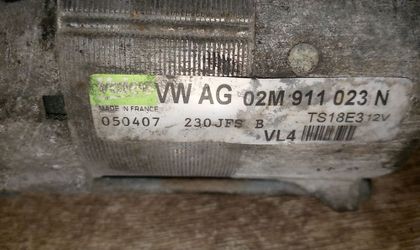 VW AG 02M 911 023 N
MADE IN FRANCE
050407 230JFS B TS18E3 12V
VL4